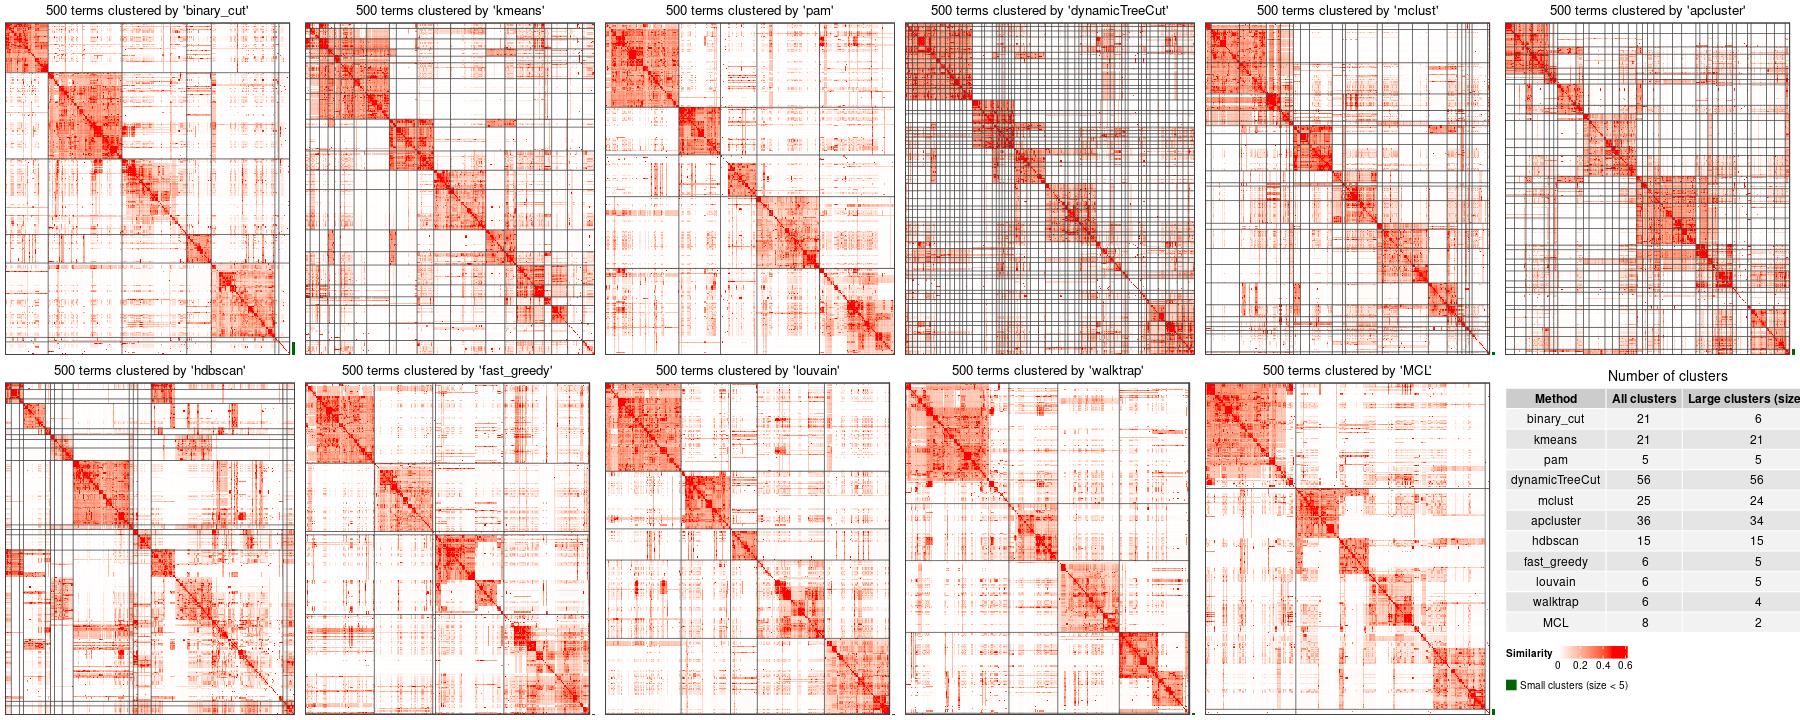 500 terms clustered by 'binary_cut'
500 terms clustered by 'kmeans'
500 terms clustered by 'pam'
500 terms clustered by 'dynamicTreeCut'
500 terms clustered by 'mclust'
500 terms clustered by 'apcluster'
500 terms clustered by 'hdbscan'
500 terms clustered by 'fast_greedy'
500 terms clustered by 'louvain'
500 terms clustered by 'walktrap'
500 terms clustered by 'MCL'
Number of clusters
Method All clusters Large clusters (size
binary_cut 21 6
kmeans 21 21
pam 5 5
dynamicTreeCut 56 56
mclust 25 24
apcluster 36 34
hdbscan 15 15
fast_greedy 6 5
louvain 6 5
walktrap 6 4
MCL 8 2
Similarity
0 0.2 0.4 0.6
Small clusters (size < 5)